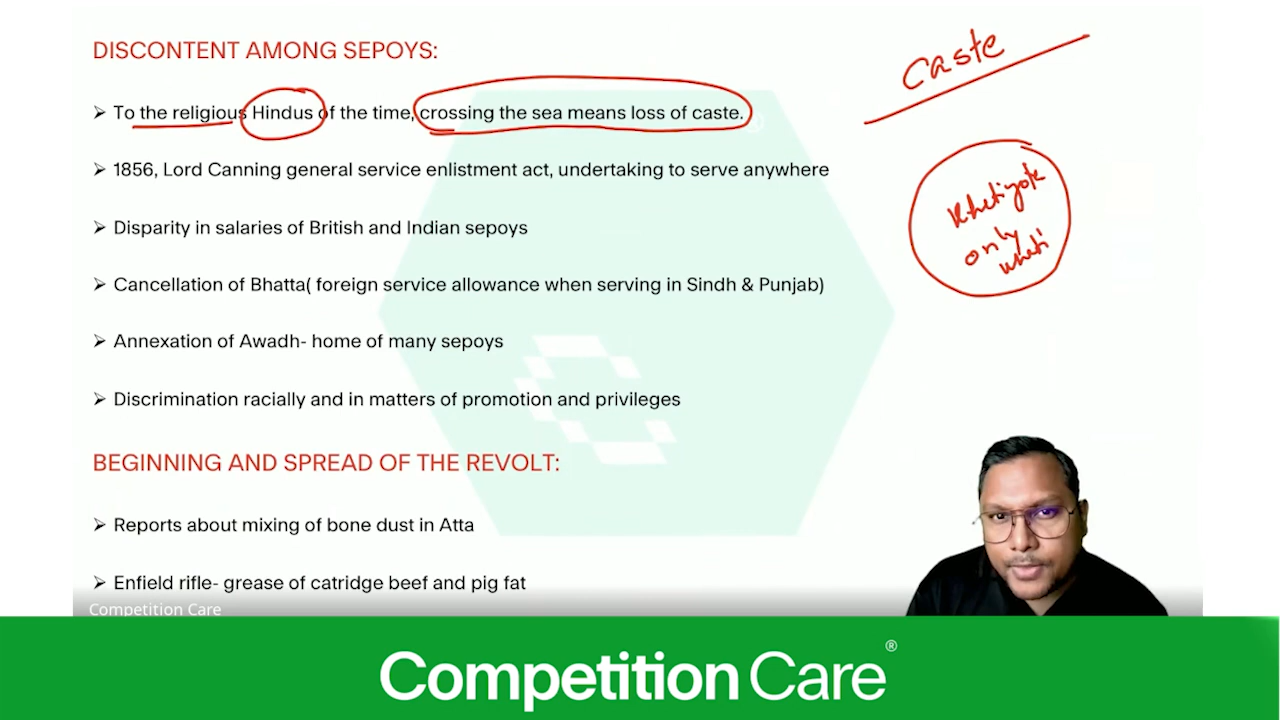 DISCONTENT AMONG SEPOYS:
caste
➢ To the religious Hindus of the time, crossing the sea means loss of caste.
➢ 1856, Lord Canning general service enlistment act, undertaking to serve anywhere
only
➢ Disparity in salaries of British and Indian sepoys
➢ Cancellation of Bhatta( foreign service allowance when serving in Sindh & Punjab)
➢ Annexation of Awadh- home of many sepoys
➢ Discrimination racially and in matters of promotion and privileges
BEGINNING AND SPREAD OF THE REVOLT:
➢ Reports about mixing of bone dust in Atta
➢ Enfield rifle- grease of catridge beef and pig fat
Competition Care
Competition Care®